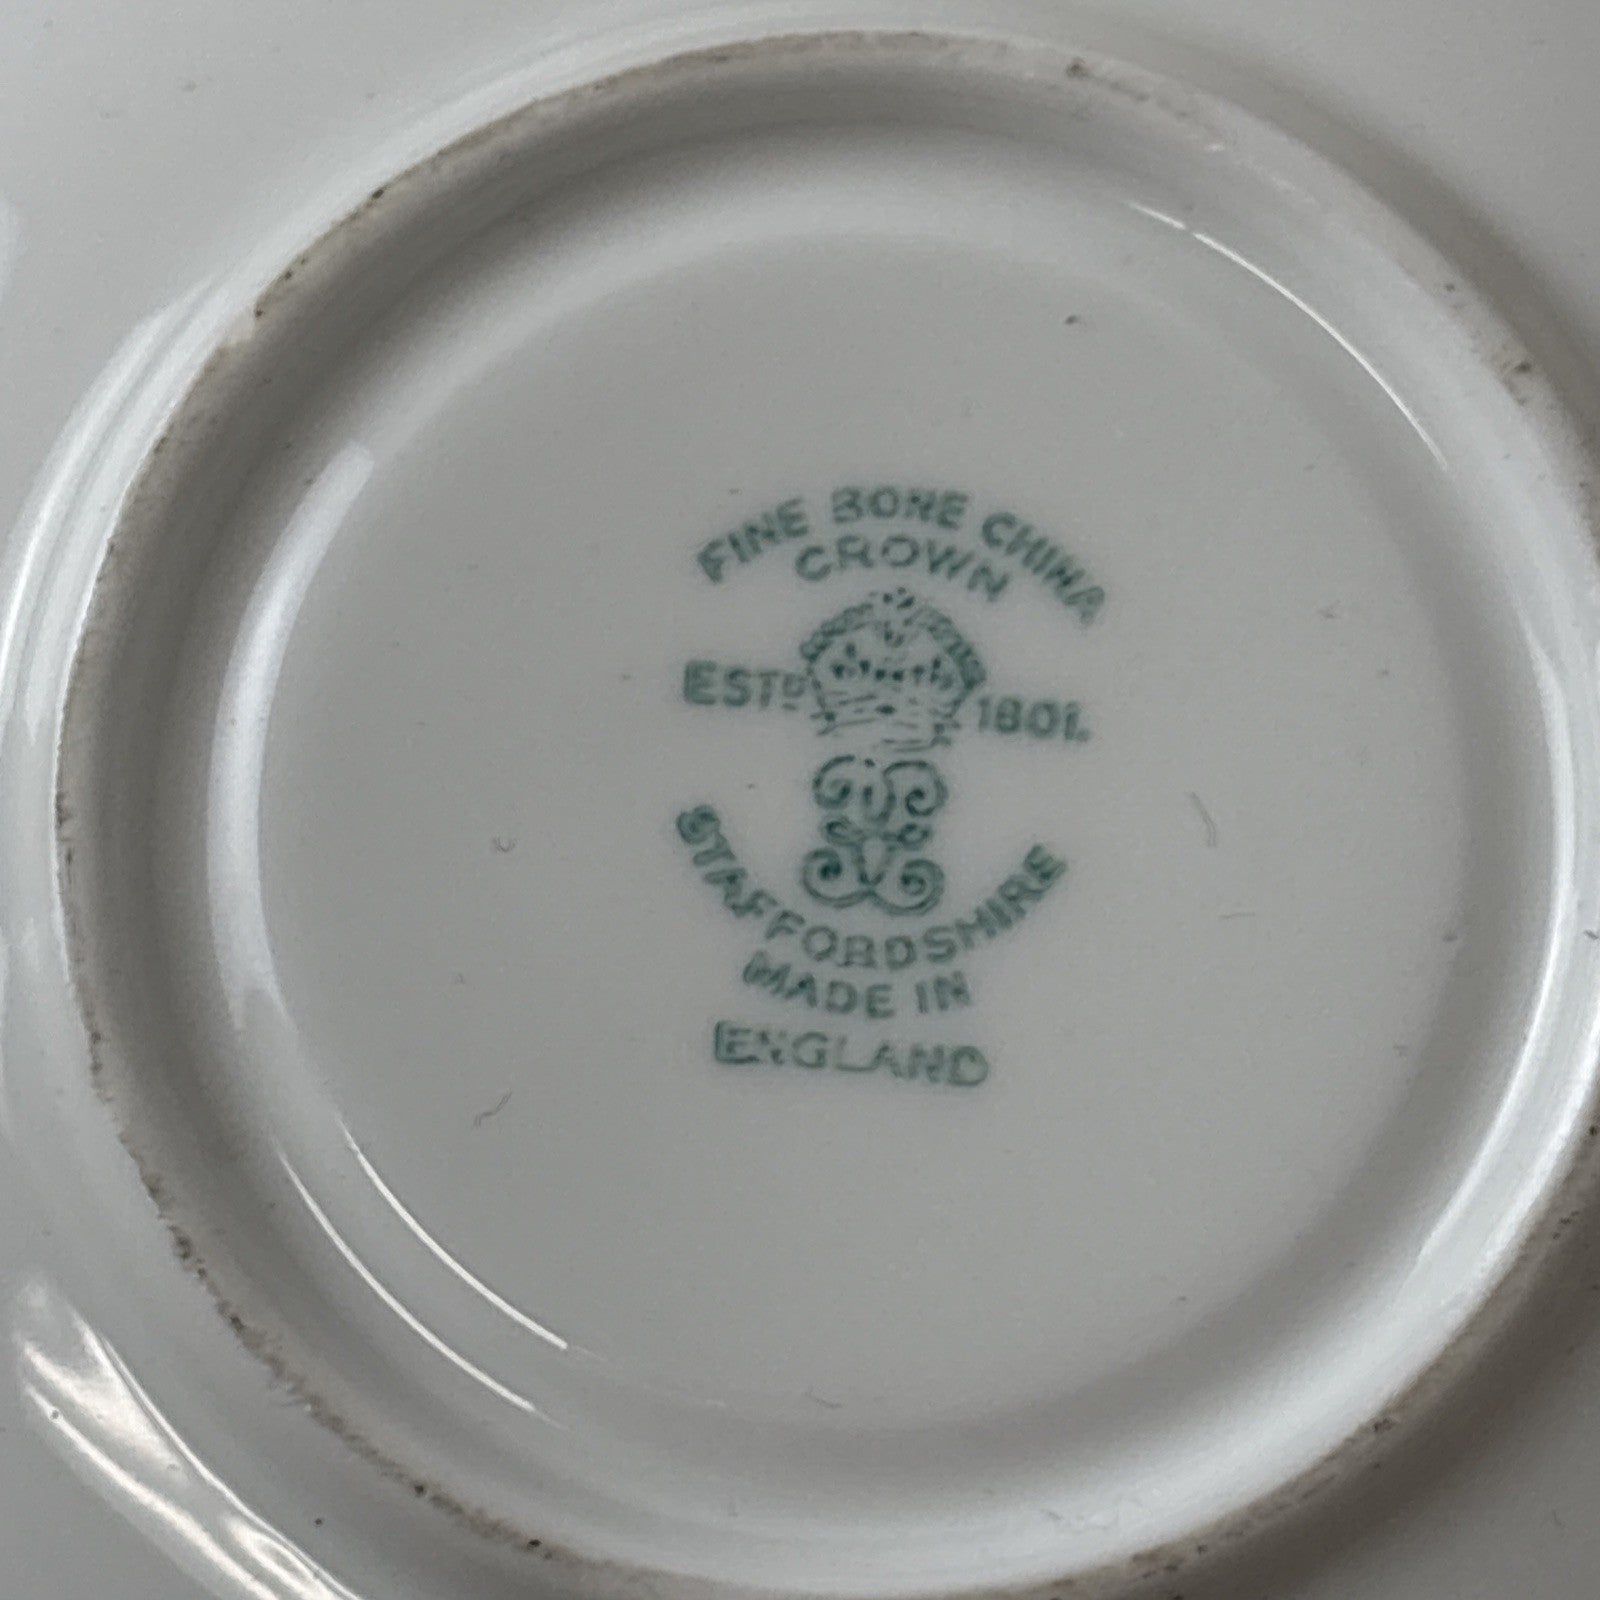 FINE BONE CHINA
CROWN
ESTD 1801.
STAFFORDSHIRE
MADE IN
ENGLAND